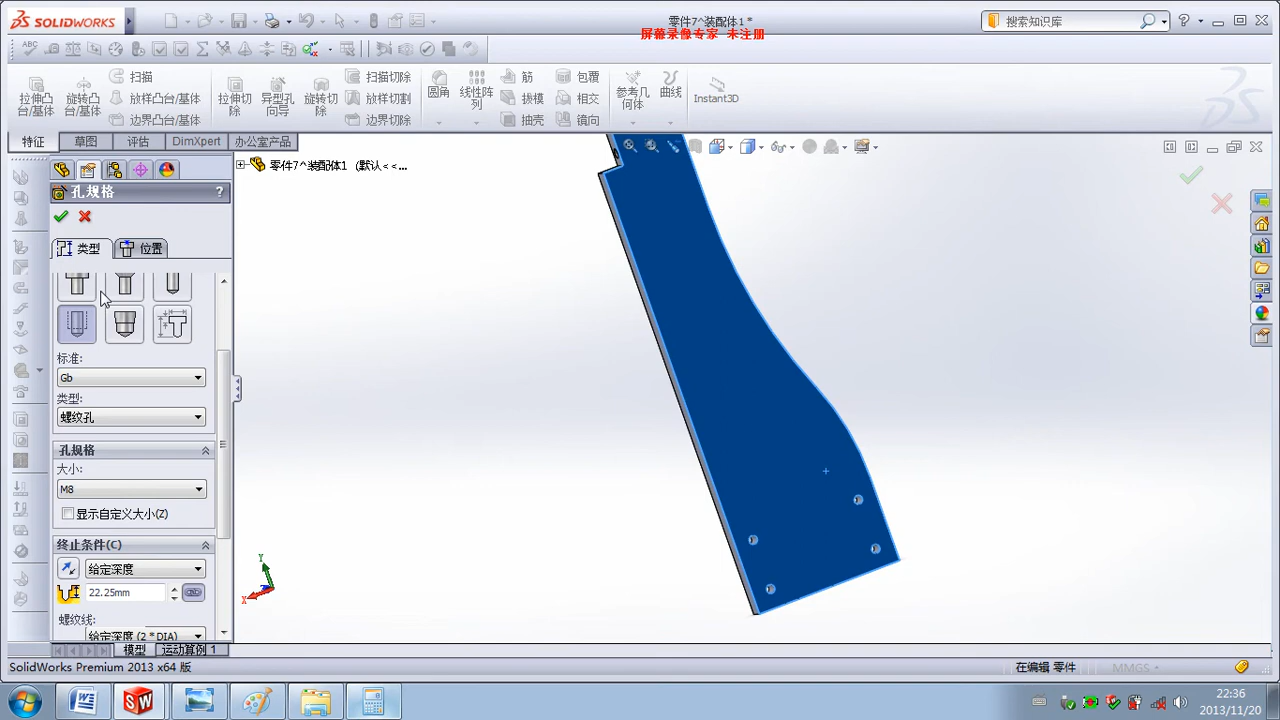 SOLIDWORKS
零件7^装配体1 *
搜索知识库
屏幕录像专家 未注册
拉伸凸台/基体
旋转凸台/基体
扫描
放样凸台/基体
边界凸台/基体
拉伸切除
异型孔向导
旋转切除
扫描切除
放样切割
边界切除
圆角
线性阵列
筋
拔模
抽壳
包覆
相交
镜向
参考几何体
曲线
Instant3D
特征
草图
评估
DimXpert
办公室产品
零件7^装配体1 (默认<<...
孔规格
?
类型
位置
标准:
Gb
类型:
螺纹孔
孔规格
大小:
M8
显示自定义大小(Z)
终止条件(C)
给定深度
22.25mm
螺纹线:
给定深度 (2 * DIA)
Y
X
模型
运动算例 1
SolidWorks Premium 2013 x64 版
在编辑 零件
MMGS
22:36
2013/11/20